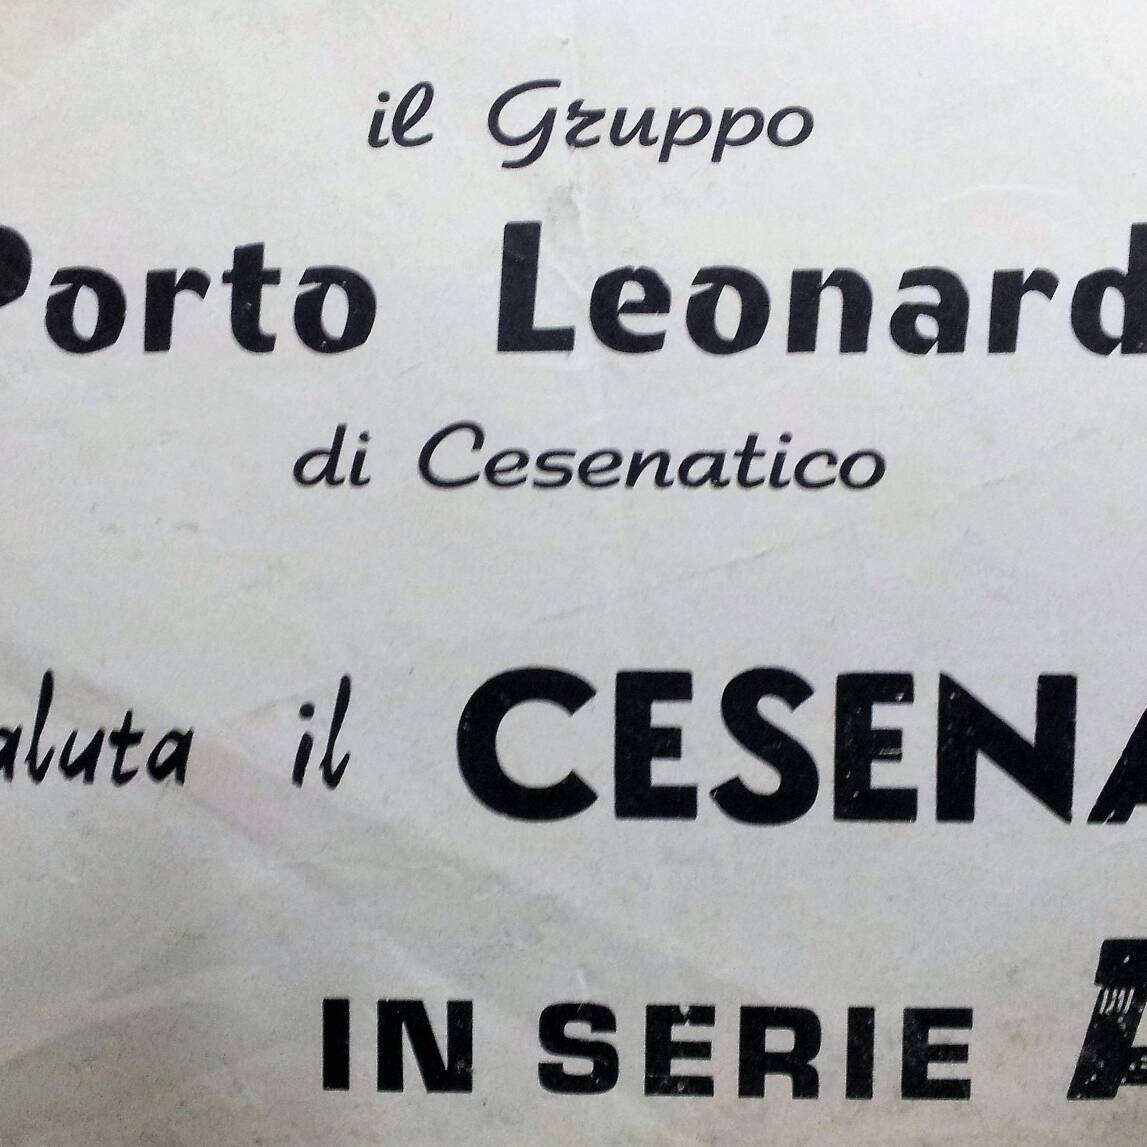 il Gruppo
Porto Leonard
di Cesenatico
aluta il CESENA
IN SERIE A